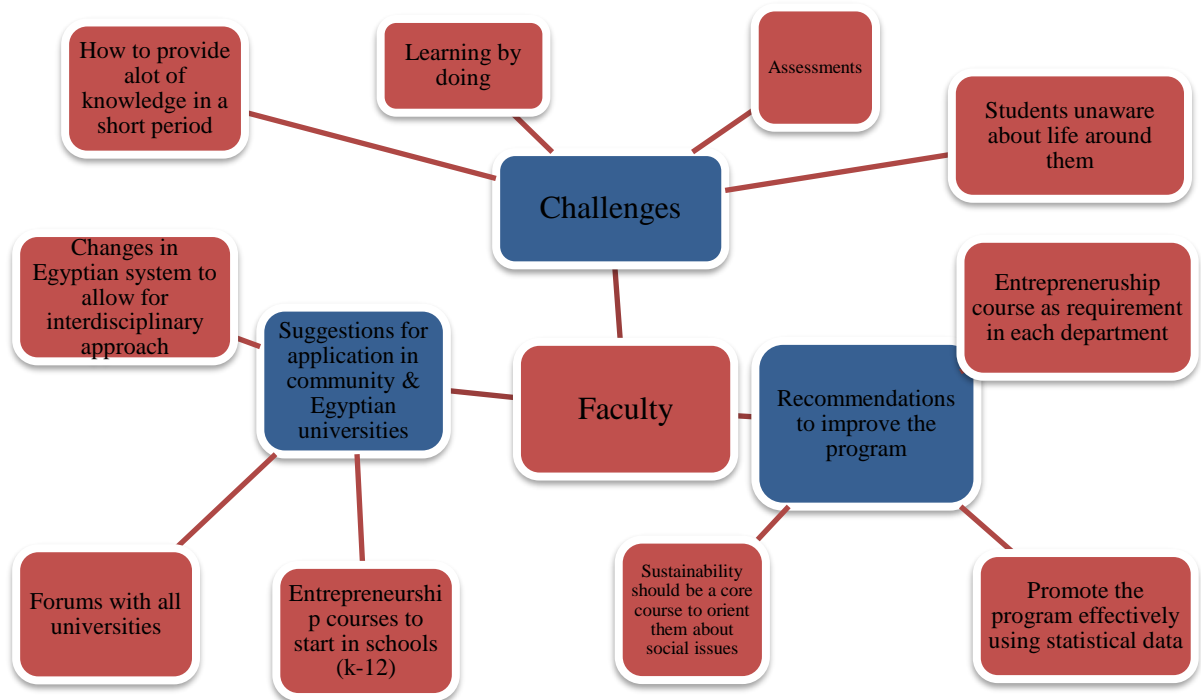 How to provide
alot of
knowledge in a
short period
Learning by
doing
Assessments
Students unaware
about life around
them
Challenges
Changes in
Egyptian system to
allow for
interdisciplinary
approach
Suggestions for
application in
community &
Egyptian
universities
Faculty
Recommendations
to improve the
program
Entrepreneruship
course as requirement
in each department
Forums with all
universities
Entrepreneurshi
p courses to
start in schools
(k-12)
Sustainability
should be a core
course to orient
them about
social issues
Promote the
program effectively
using statistical data